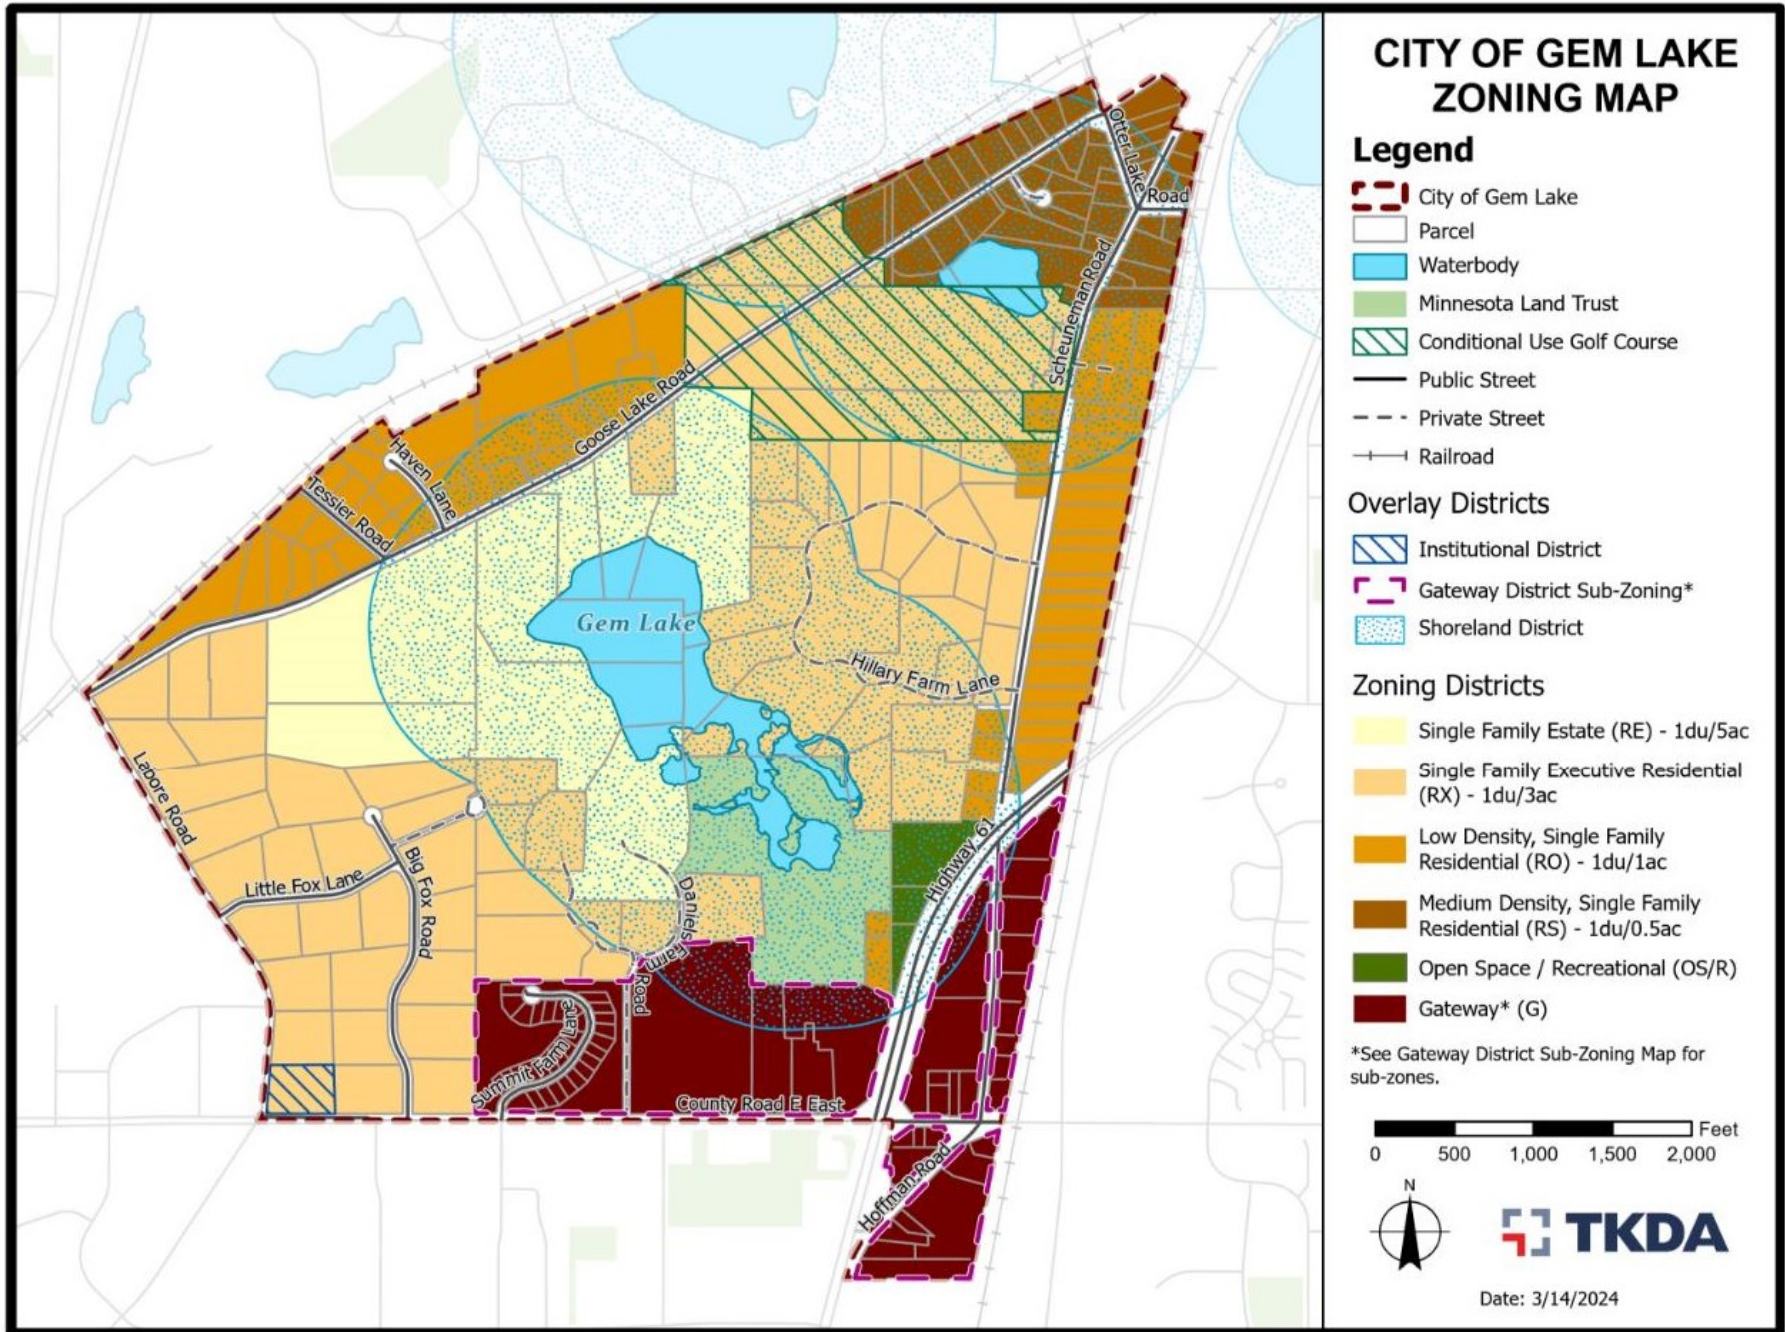 CITY OF GEM LAKE
ZONING MAP
Legend
City of Gem Lake
Parcel
Waterbody
Minnesota Land Trust
Conditional Use Golf Course
Public Street
Private Street
Railroad
Overlay Districts
Institutional District
Gateway District Sub-Zoning*
Shoreland District
Zoning Districts
Single Family Estate (RE) - 1du/5ac
Single Family Executive Residential
(RX) - 1du/3ac
Low Density, Single Family
Residential (RO) - 1du/1ac
Medium Density, Single Family
Residential (RS) - 1du/0.5ac
Open Space / Recreational (OS/R)
Gateway* (G)
*See Gateway District Sub-Zoning Map for
sub-zones.
Feet
0 500 1,000 1,500 2,000
N
TKDA
Date: 3/14/2024
Otter Lake
Road
Scheuneman Road
Goose Lake Road
Haven Lane
Tessier Road
Gem Lake
Hillary Farm Lane
Labore Road
Big Fox Road
Little Fox Lane
Highway 61
Daniels Farm
Road
Summit Farm Lane
County Road E East
Hoffman Road